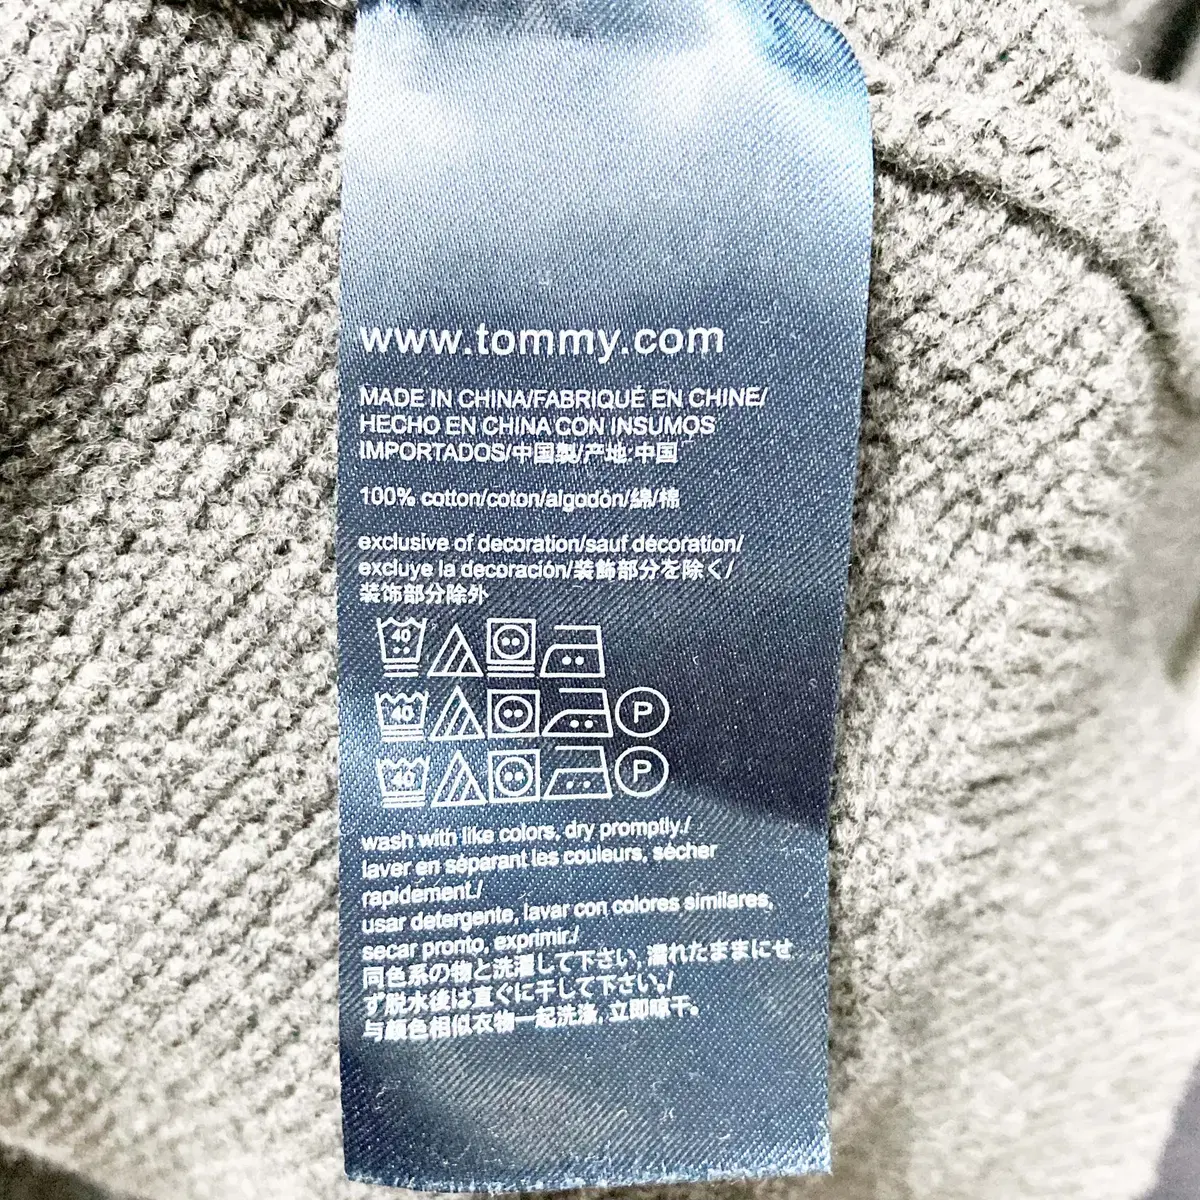 www.tommy.com
MADE IN CHINA/FABRIQUÉ EN CHINE/
HECHO EN CHINA CON INSUMOS
IMPORTADOS/中国製/产地:中国
100% cotton/coton/algodón/綿/棉
exclusive of decoration/sauf décoration/
excluye la decoración/装飾部分を除く/
装饰部分除外
40
40 P
40 P
wash with like colors, dry promptly./
laver en séparant les couleurs, sécher
rapidement./
usar detergente, lavar con colores similares,
secar pronto, exprimir./
同色系の物と洗濯して下さい, 濡れたままにせ
ず脱水後は直ぐに干して下さい./
与颜色相似衣物一起洗涤, 立即晾干。